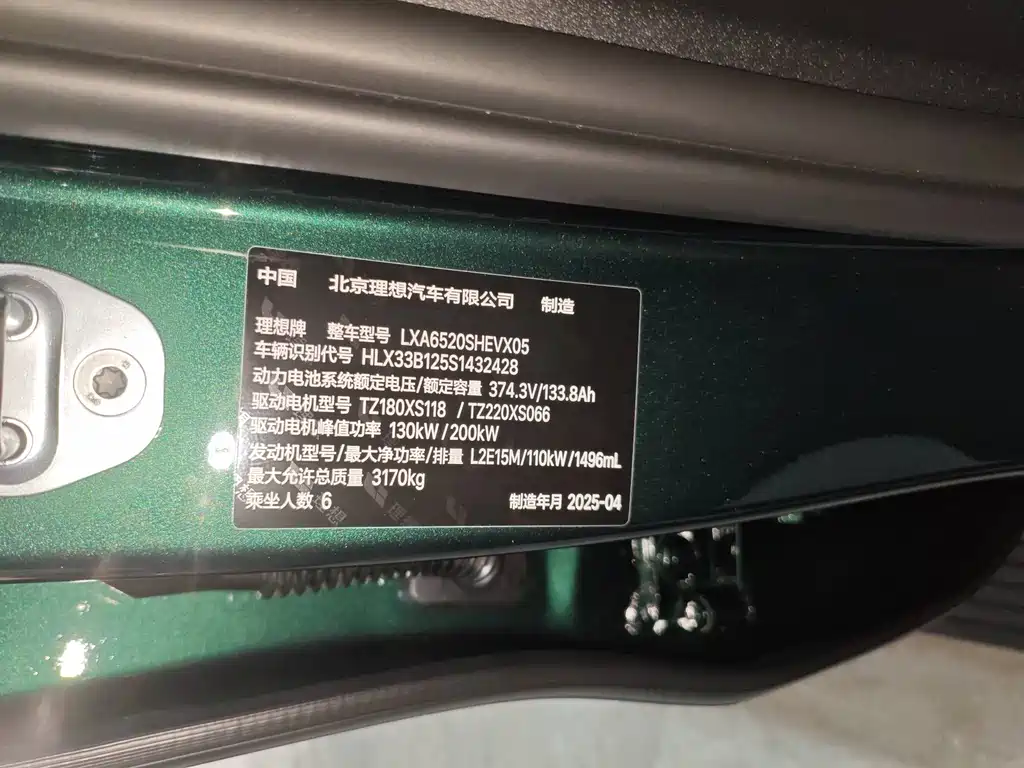 中国 北京理想汽车有限公司 制造
理想牌 整车型号 LXA6520SHEVX05
车辆识别代号 HLX33B125S1432428
动力电池系统额定电压/额定容量 374.3V/133.8Ah
驱动电机型号 TZ180XS118 / TZ220XS066
驱动电机峰值功率 130kW/200kW
发动机型号/最大净功率/排量 L2E15M/110kW/1496mL
最大允许总质量 3170kg
乘坐人数 6 制造年月 2025-04